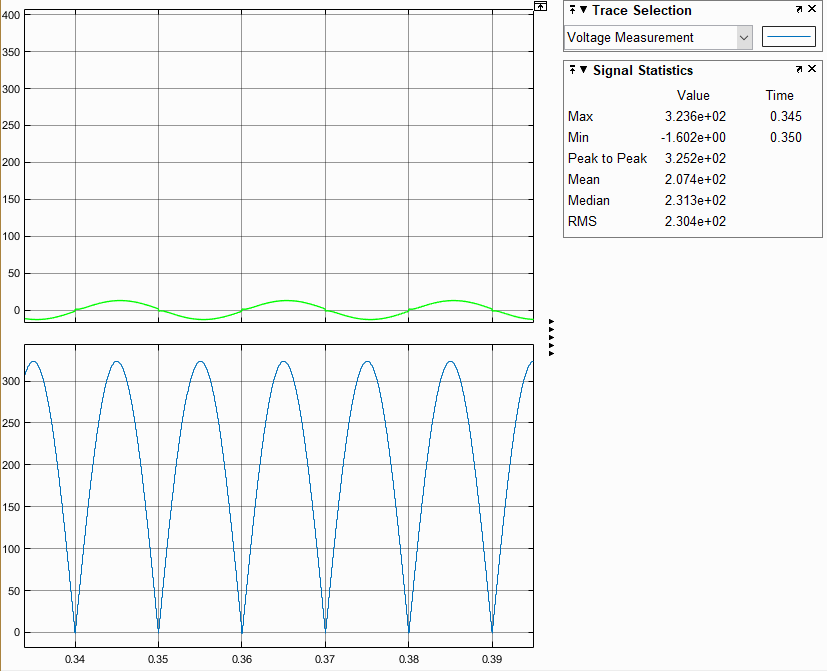 400
350
300
250
200
150
100
50
0
300
250
200
150
100
50
0
0.34 0.35 0.36 0.37 0.38 0.39
Trace Selection
Voltage Measurement
Signal Statistics
Value Time
Max 3.236e+02 0.345
Min -1.602e+00 0.350
Peak to Peak 3.252e+02
Mean 2.074e+02
Median 2.313e+02
RMS 2.304e+02